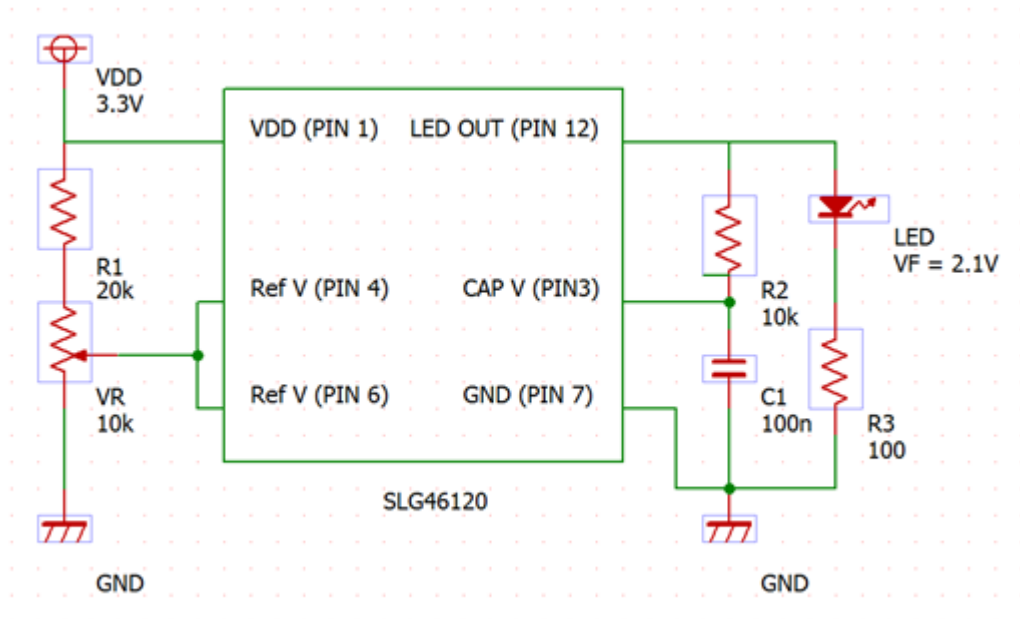 VDD
3.3V
VDD (PIN 1)
LED OUT (PIN 12)
LED
VF = 2.1V
R1
20k
Ref V (PIN 4)
CAP V (PIN3)
R2
10k
VR
10k
Ref V (PIN 6)
GND (PIN 7)
C1
100n
R3
100
SLG46120
GND
GND